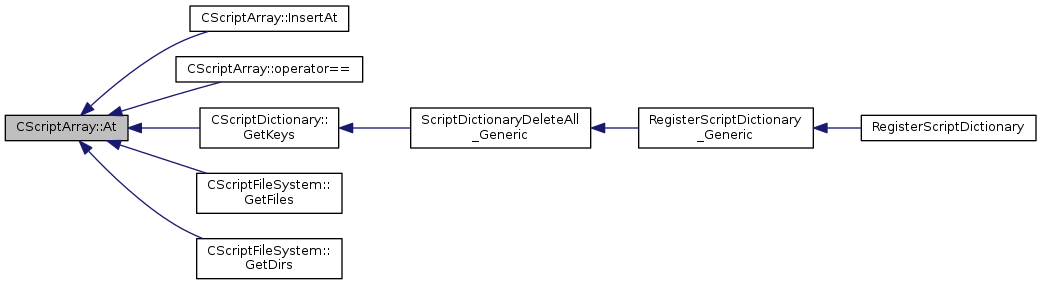 CScriptArray::InsertAt
CScriptArray::operator==
CScriptArray::At
CScriptDictionary::
GetKeys
ScriptDictionaryDeleteAll
_Generic
RegisterScriptDictionary
_Generic
RegisterScriptDictionary
CScriptFileSystem::
GetFiles
CScriptFileSystem::
GetDirs